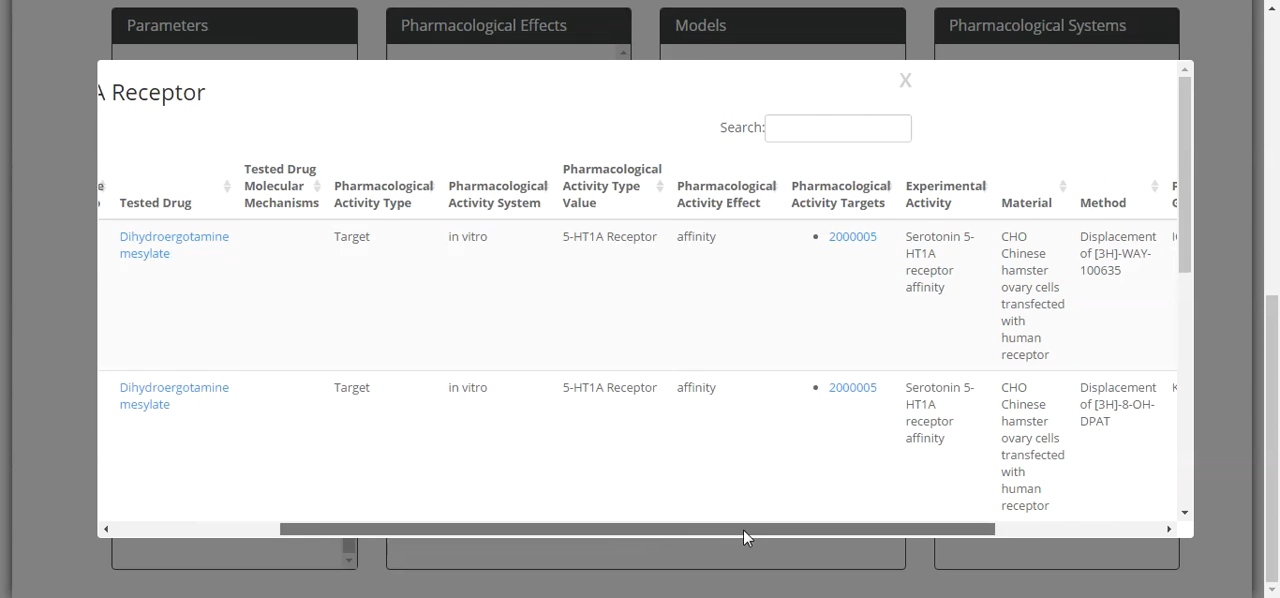 Parameters
Pharmacological Effects
Models
Pharmacological Systems
A Receptor
X
Search:
Tested Drug
Tested Drug
Molecular
Mechanisms
Pharmacological
Activity Type
Pharmacological
Activity System
Pharmacological
Activity Type
Value
Pharmacological
Activity Effect
Pharmacological
Activity Targets
Experimental
Activity
Material
Method
Dihydroergotamine
mesylate
Target
in vitro
5-HT1A Receptor
affinity
2000005
Serotonin 5-
HT1A
receptor
affinity
CHO
Chinese
hamster
ovary cells
transfected
with
human
receptor
Displacement
of [3H]-WAY-
100635
Dihydroergotamine
mesylate
Target
in vitro
5-HT1A Receptor
affinity
2000005
Serotonin 5-
HT1A
receptor
affinity
CHO
Chinese
hamster
ovary cells
transfected
with
human
receptor
Displacement
of [3H]-8-OH-
DPAT